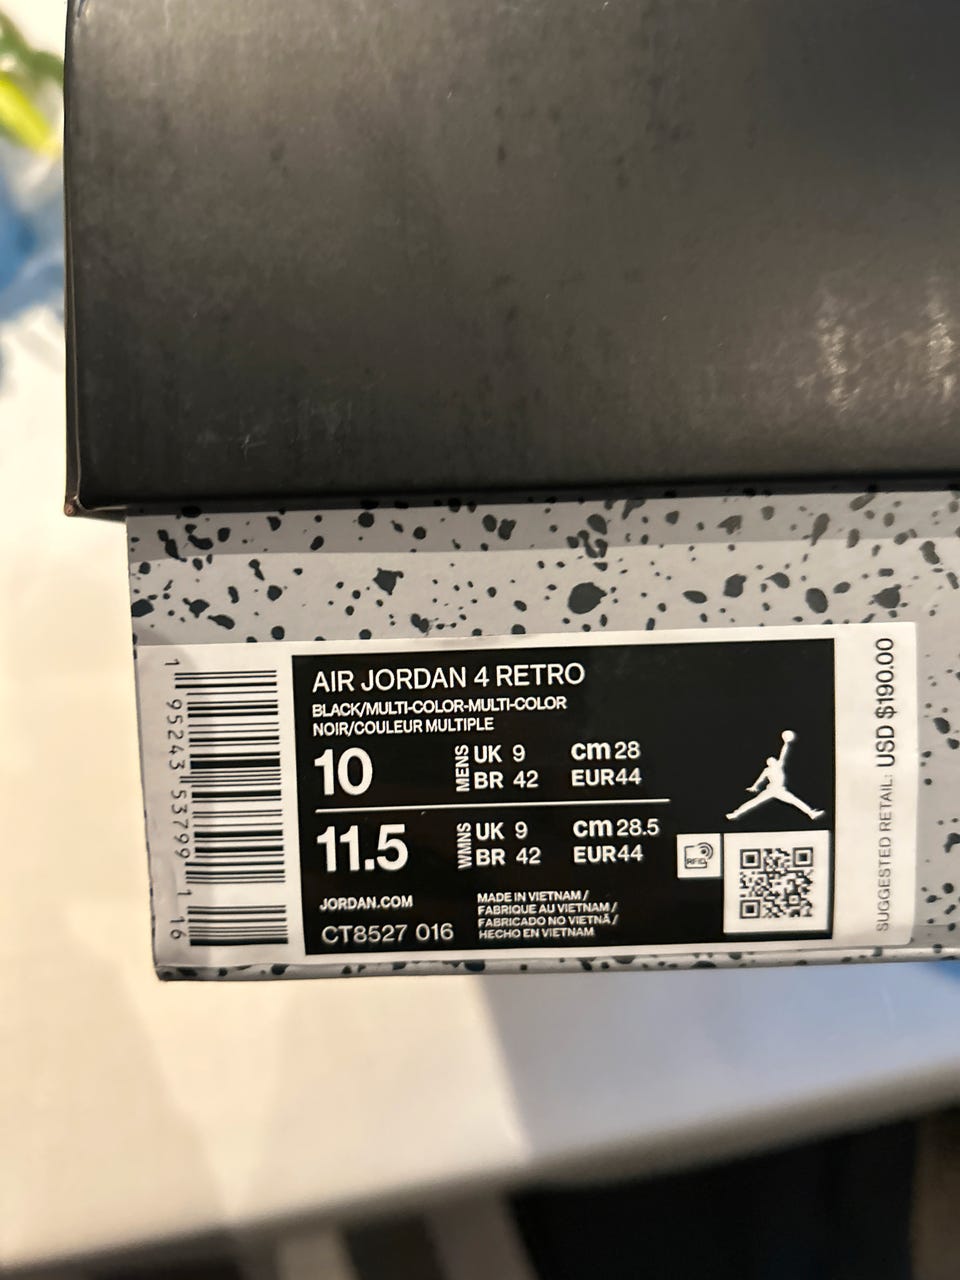 AIR JORDAN 4 RETRO
BLACK/MULTI-COLOR-MULTI-COLOR
NOIR/COULEUR MULTIPLE
10 MENS UK 9 cm 28
BR 42 EUR44
11.5 WMNS UK 9 cm 28.5
BR 42 EUR44
RFID
JORDAN.COM
CT8527 016
MADE IN VIETNAM /
FABRIQUE AU VIETNAM /
FABRICADO NO VIETNÃ /
HECHO EN VIETNAM
1 95243 53799 1 16
SUGGESTED RETAIL: USD $190.00